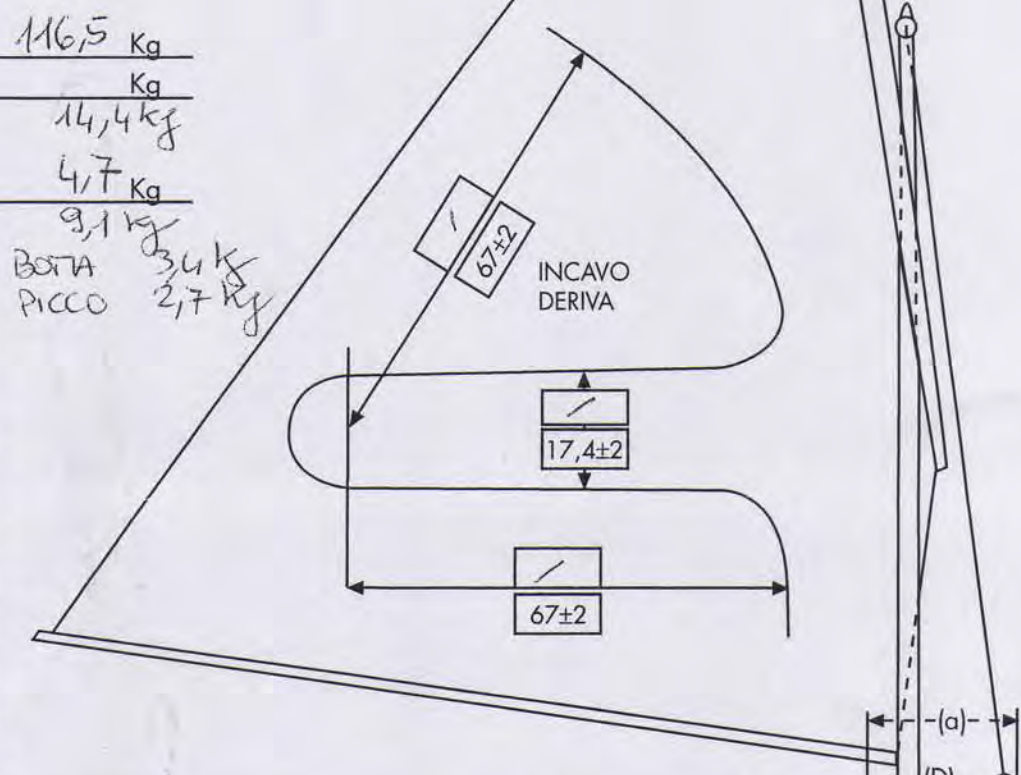 116,5 Kg
Kg
14,4 kg
4,7 Kg
9,1 kg
BOMA 3,4 kg
PICCO 2,7 kg
/
67±2
INCAVO
DERIVA
/
17,4±2
/
67±2
(a)
(D)